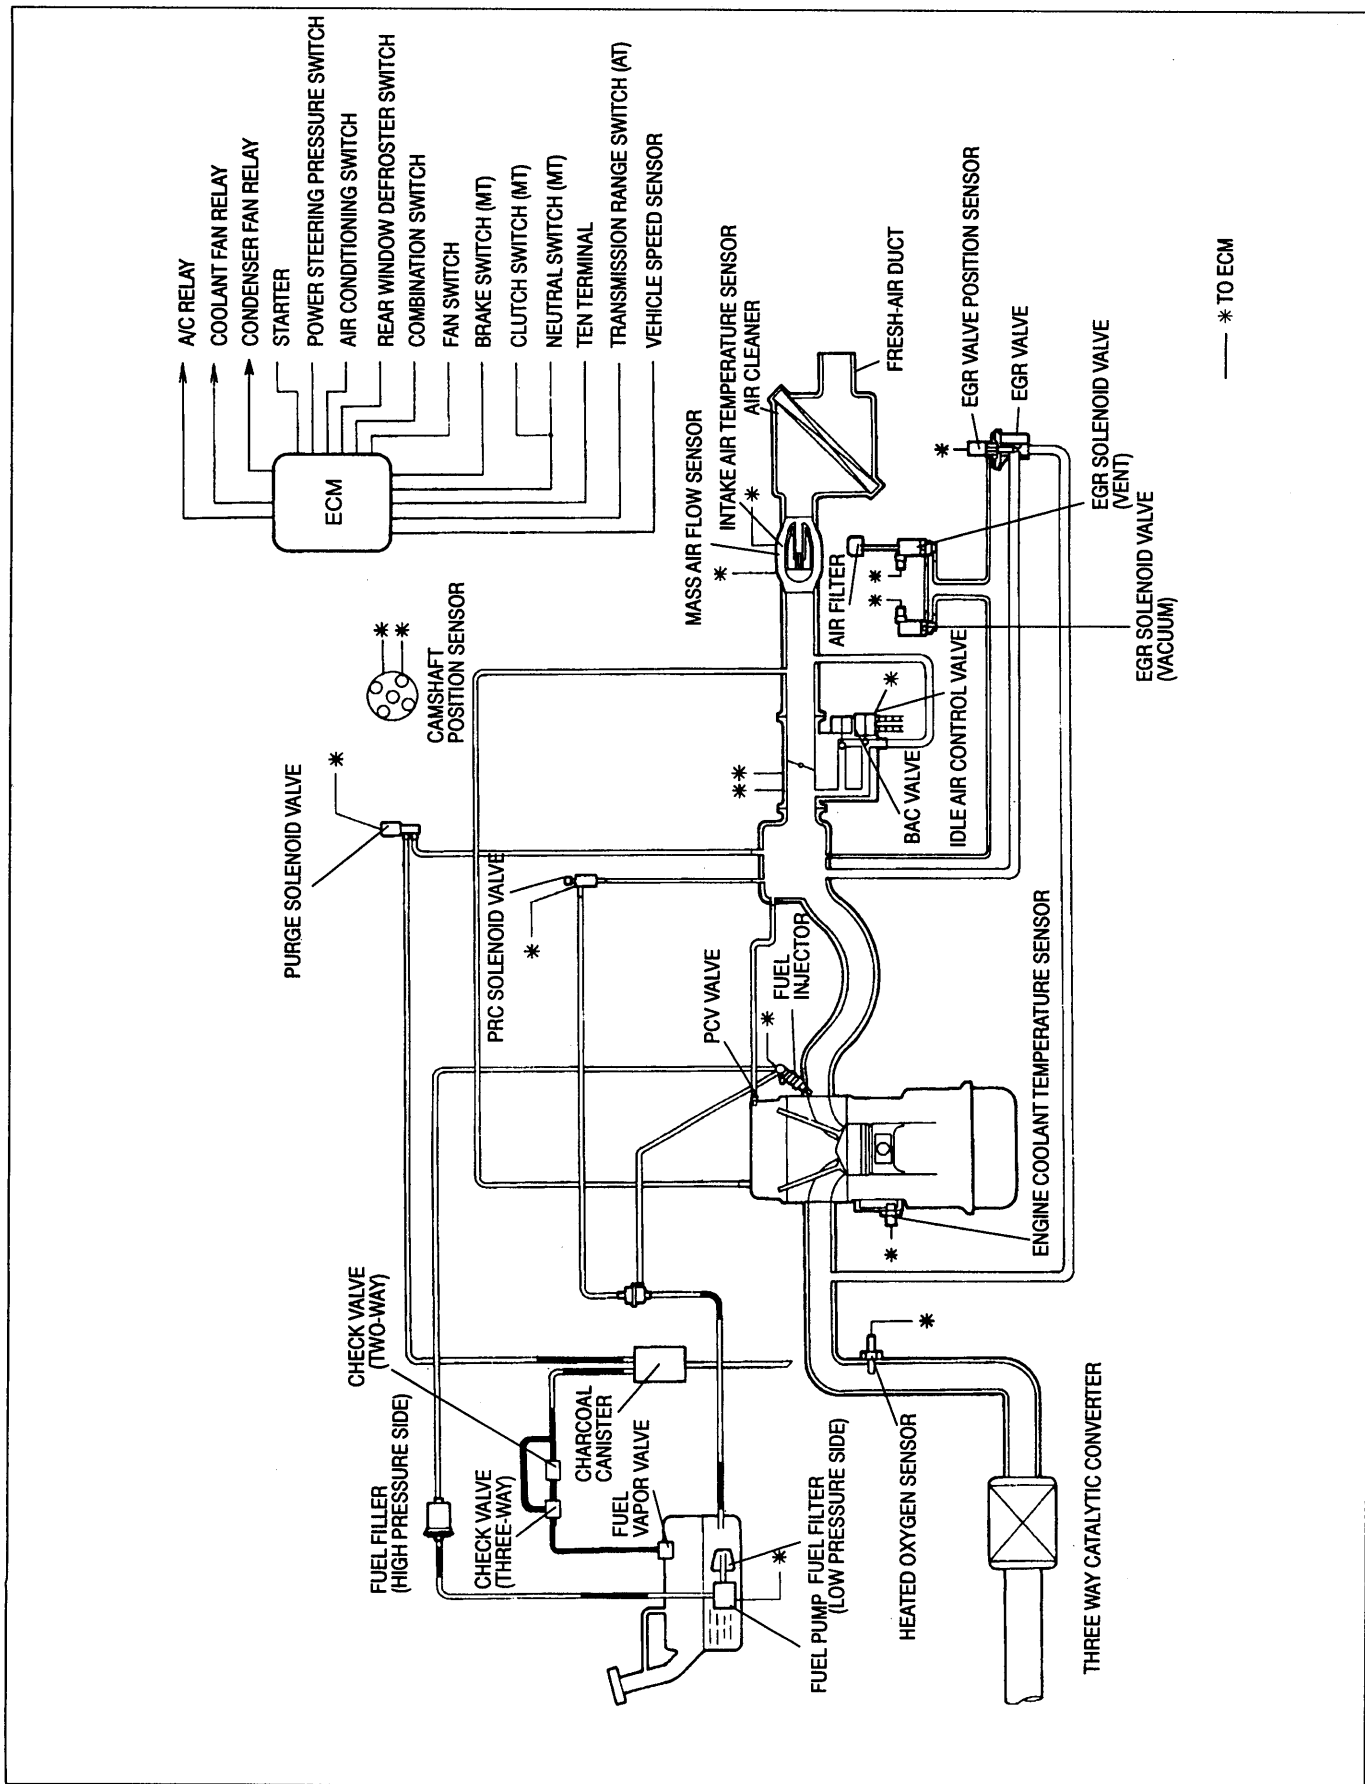 A/C RELAY
COOLANT FAN RELAY
CONDENSER FAN RELAY
STARTER
POWER STEERING PRESSURE SWITCH
AIR CONDITIONING SWITCH
REAR WINDOW DEFROSTER SWITCH
COMBINATION SWITCH
FAN SWITCH
BRAKE SWITCH (MT)
CLUTCH SWITCH (MT)
NEUTRAL SWITCH (MT)
TEN TERMINAL
TRANSMISSION RANGE SWITCH (AT)
VEHICLE SPEED SENSOR
ECM
CAMSHAFT
POSITION SENSOR
PURGE SOLENOID VALVE
PRC SOLENOID VALVE
CHECK VALVE
(TWO-WAY)
FUEL FILLER
(HIGH PRESSURE SIDE)
CHECK VALVE
(THREE-WAY)
CHARCOAL
CANISTER
FUEL
VAPOR VALVE
PCV VALVE
FUEL
INJECTOR
MASS AIR FLOW SENSOR
INTAKE AIR TEMPERATURE SENSOR
AIR CLEANER
FRESH-AIR DUCT
AIR FILTER
BAC VALVE
IDLE AIR CONTROL VALVE
EGR VALVE POSITION SENSOR
EGR VALVE
EGR SOLENOID VALVE
(VENT)
EGR SOLENOID VALVE
(VACUUM)
ENGINE COOLANT TEMPERATURE SENSOR
FUEL PUMP
FUEL FILTER
(LOW PRESSURE SIDE)
HEATED OXYGEN SENSOR
THREE WAY CATALYTIC CONVERTER
—— * TO ECM